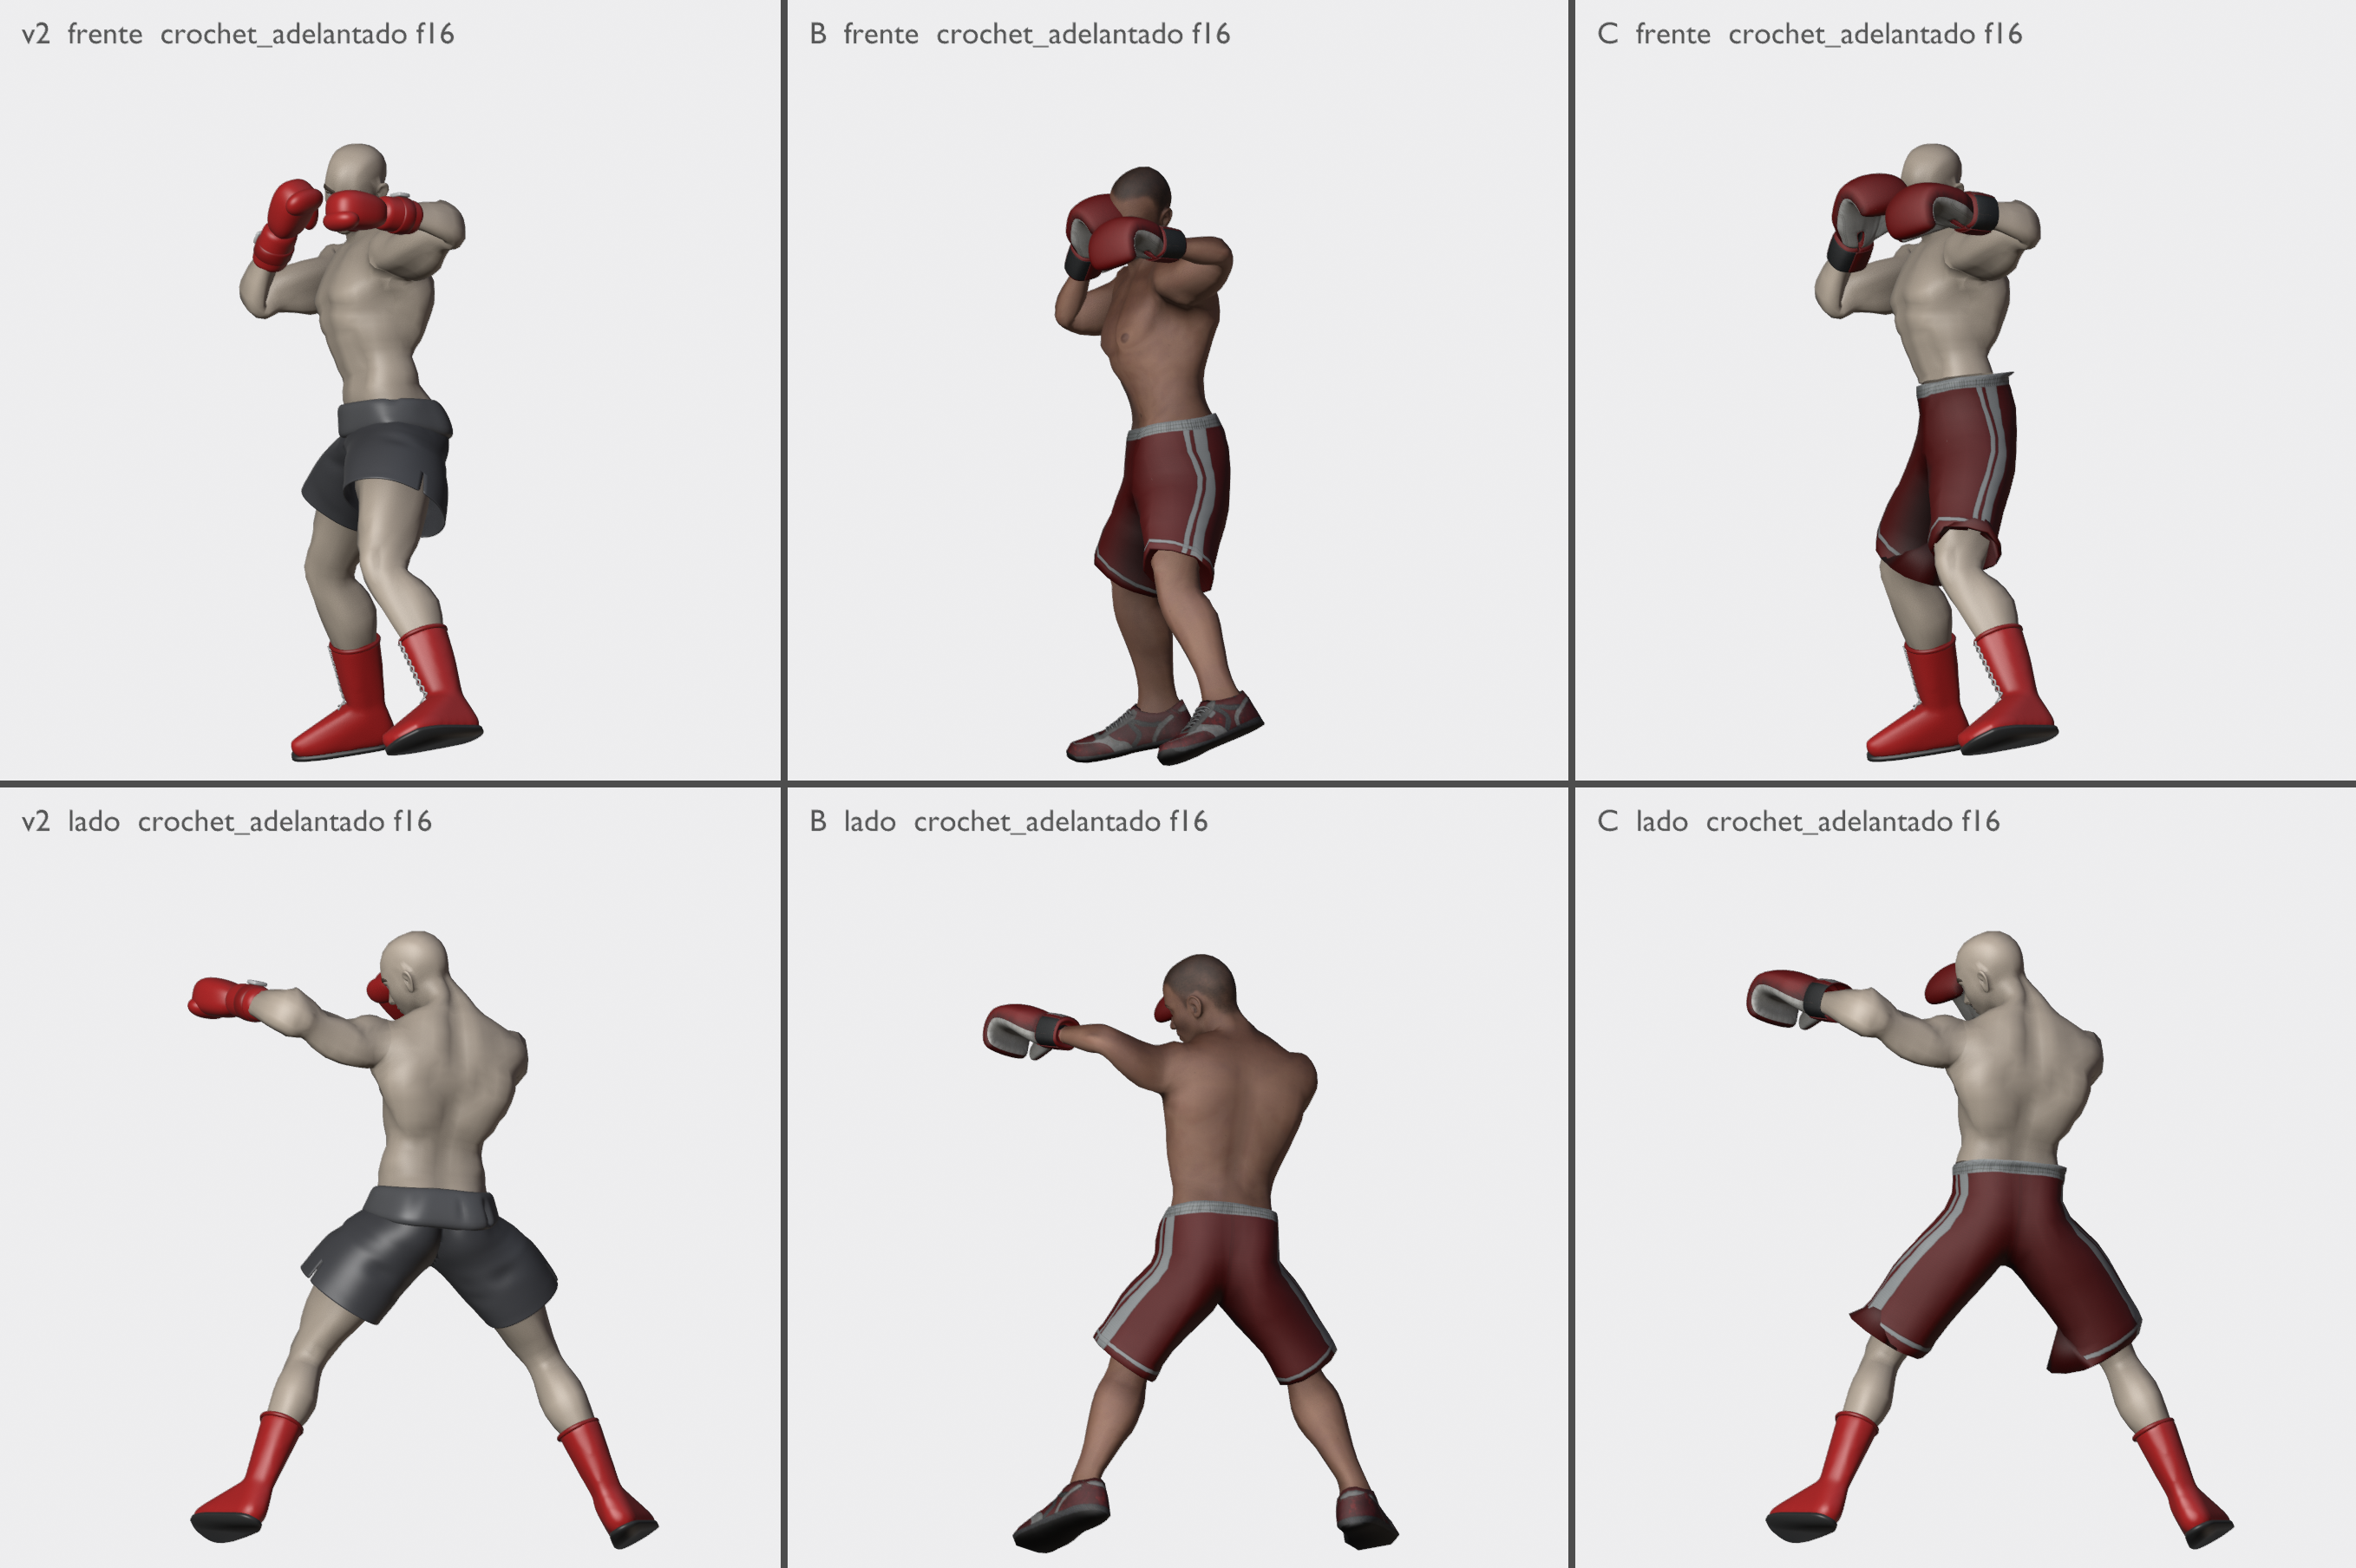 v2 frente crochet_adelantado f16
B frente crochet_adelantado f16
C frente crochet_adelantado f16
v2 lado crochet_adelantado f16
B lado crochet_adelantado f16
C lado crochet_adelantado f16